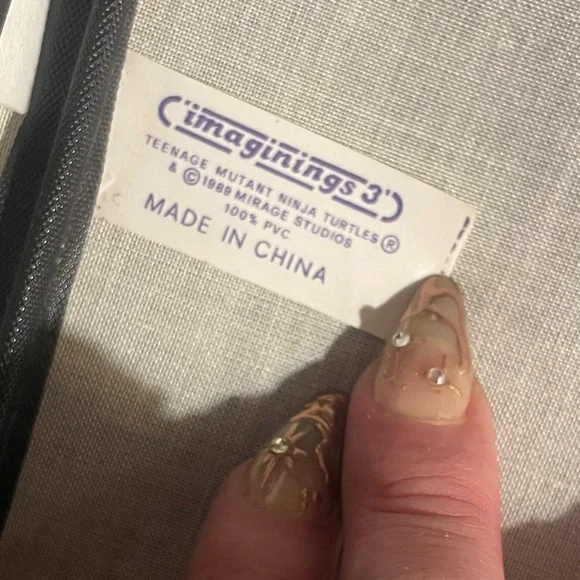 imaginings 3
TEENAGE MUTANT NINJA TURTLES®
& ©1989 MIRAGE STUDIOS
100% PVC
MADE IN CHINA